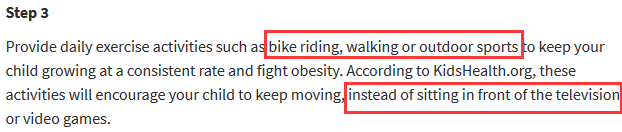 Step 3
Provide daily exercise activities such as bike riding, walking or outdoor sports to keep your
child growing at a consistent rate and fight obesity. According to KidsHealth.org, these
activities will encourage your child to keep moving, instead of sitting in front of the television
or video games.